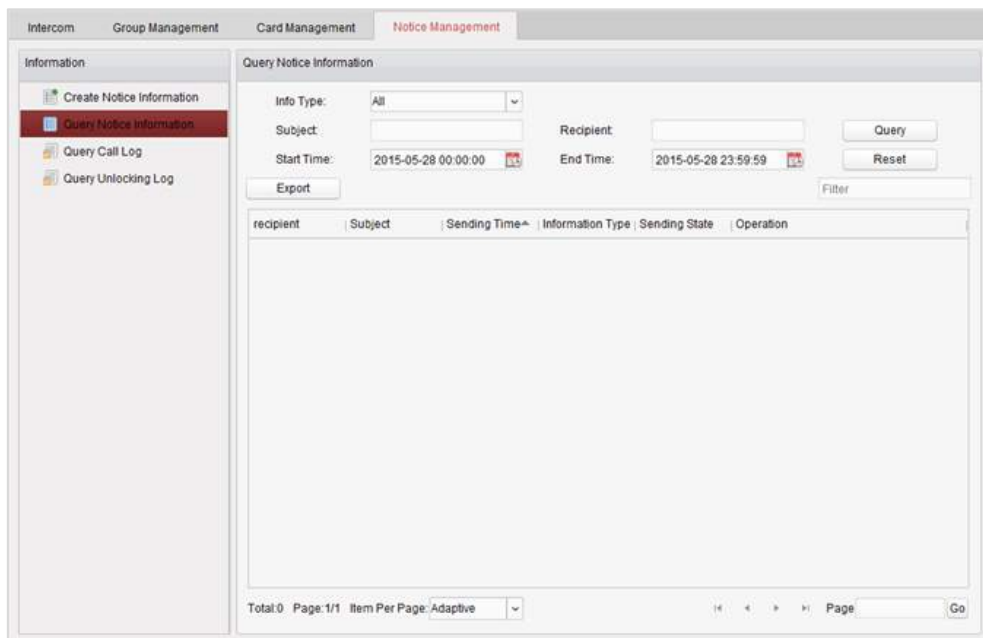 Intercom Group Management Card Management Notice Management
Information
Create Notice Information
Query Notice Information
Query Call Log
Query Unlocking Log
Query Notice Information
Info Type: All
Subject: Recipient: Query
Start Time: 2015-05-28 00:00:00 End Time: 2015-05-28 23:59:59 Reset
Export Filter
recipient Subject Sending Time Information Type Sending State Operation
Total:0 Page:1/1 Item Per Page: Adaptive Page Go